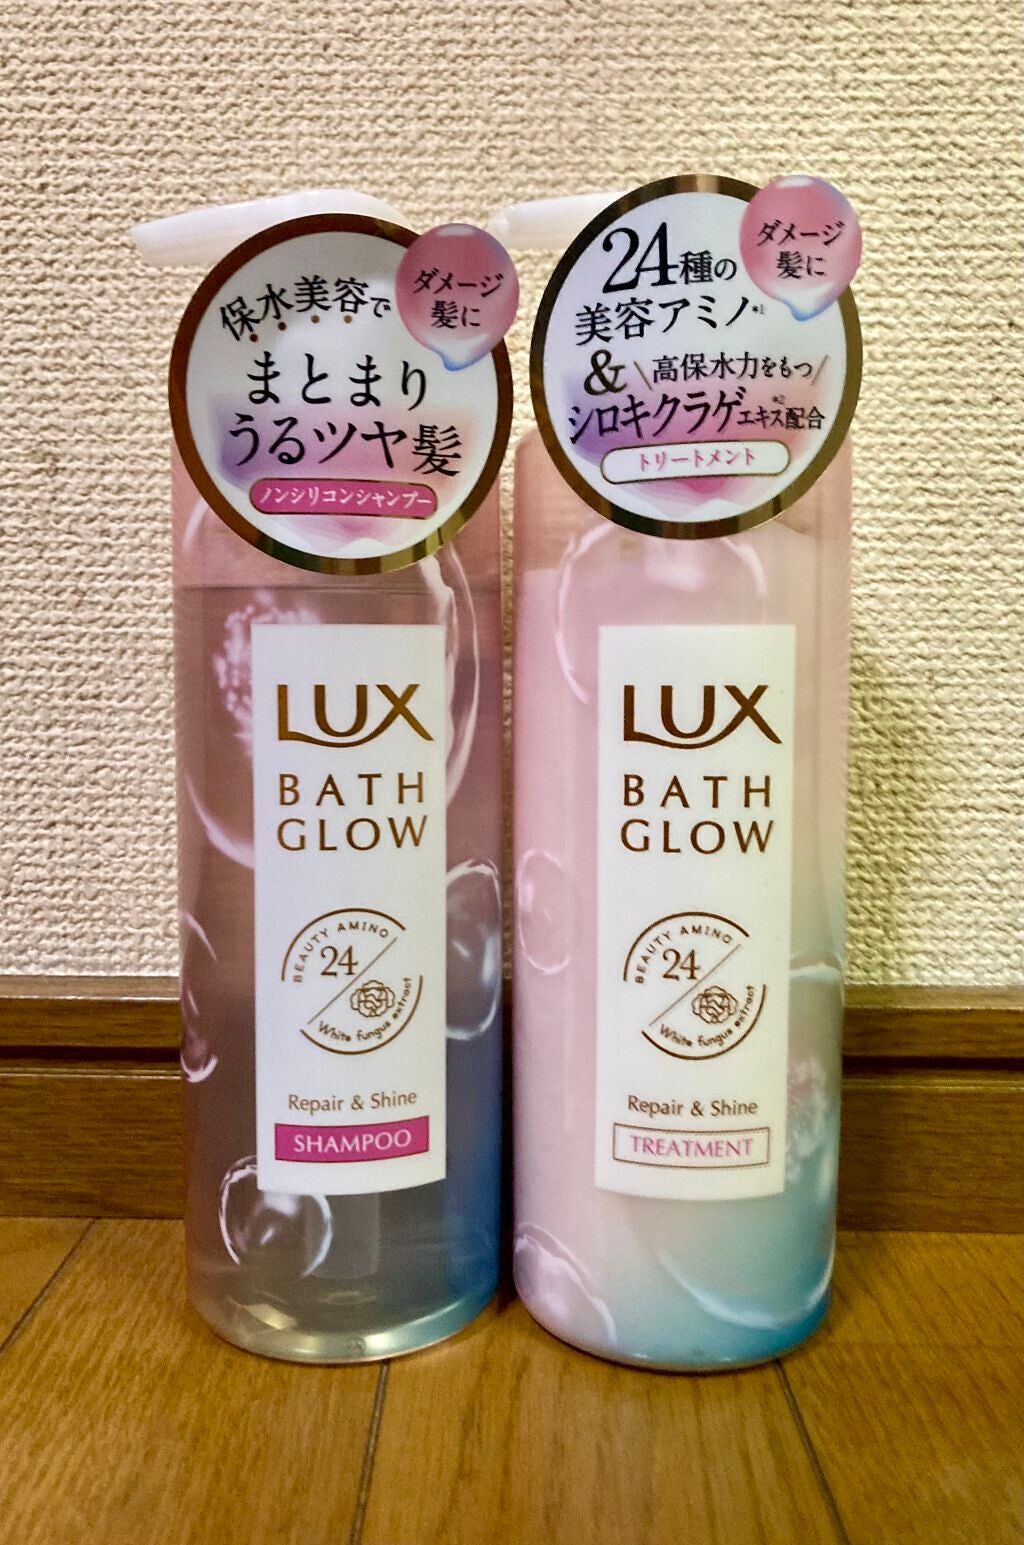 保水美容で
まとまり
うるツヤ髪
ノンシリコンシャンプー
ダメージ
髪に
LUX
BATH
GLOW
BEAUTY AMINO
24
White fungus extract
Repair & Shine
SHAMPOO
24種の
美容アミノ*1
&\高保水力をもつ/
シロキクラゲエキス配合*2
トリートメント
ダメージ
髪に
LUX
BATH
GLOW
BEAUTY AMINO
24
White fungus extract
Repair & Shine
TREATMENT